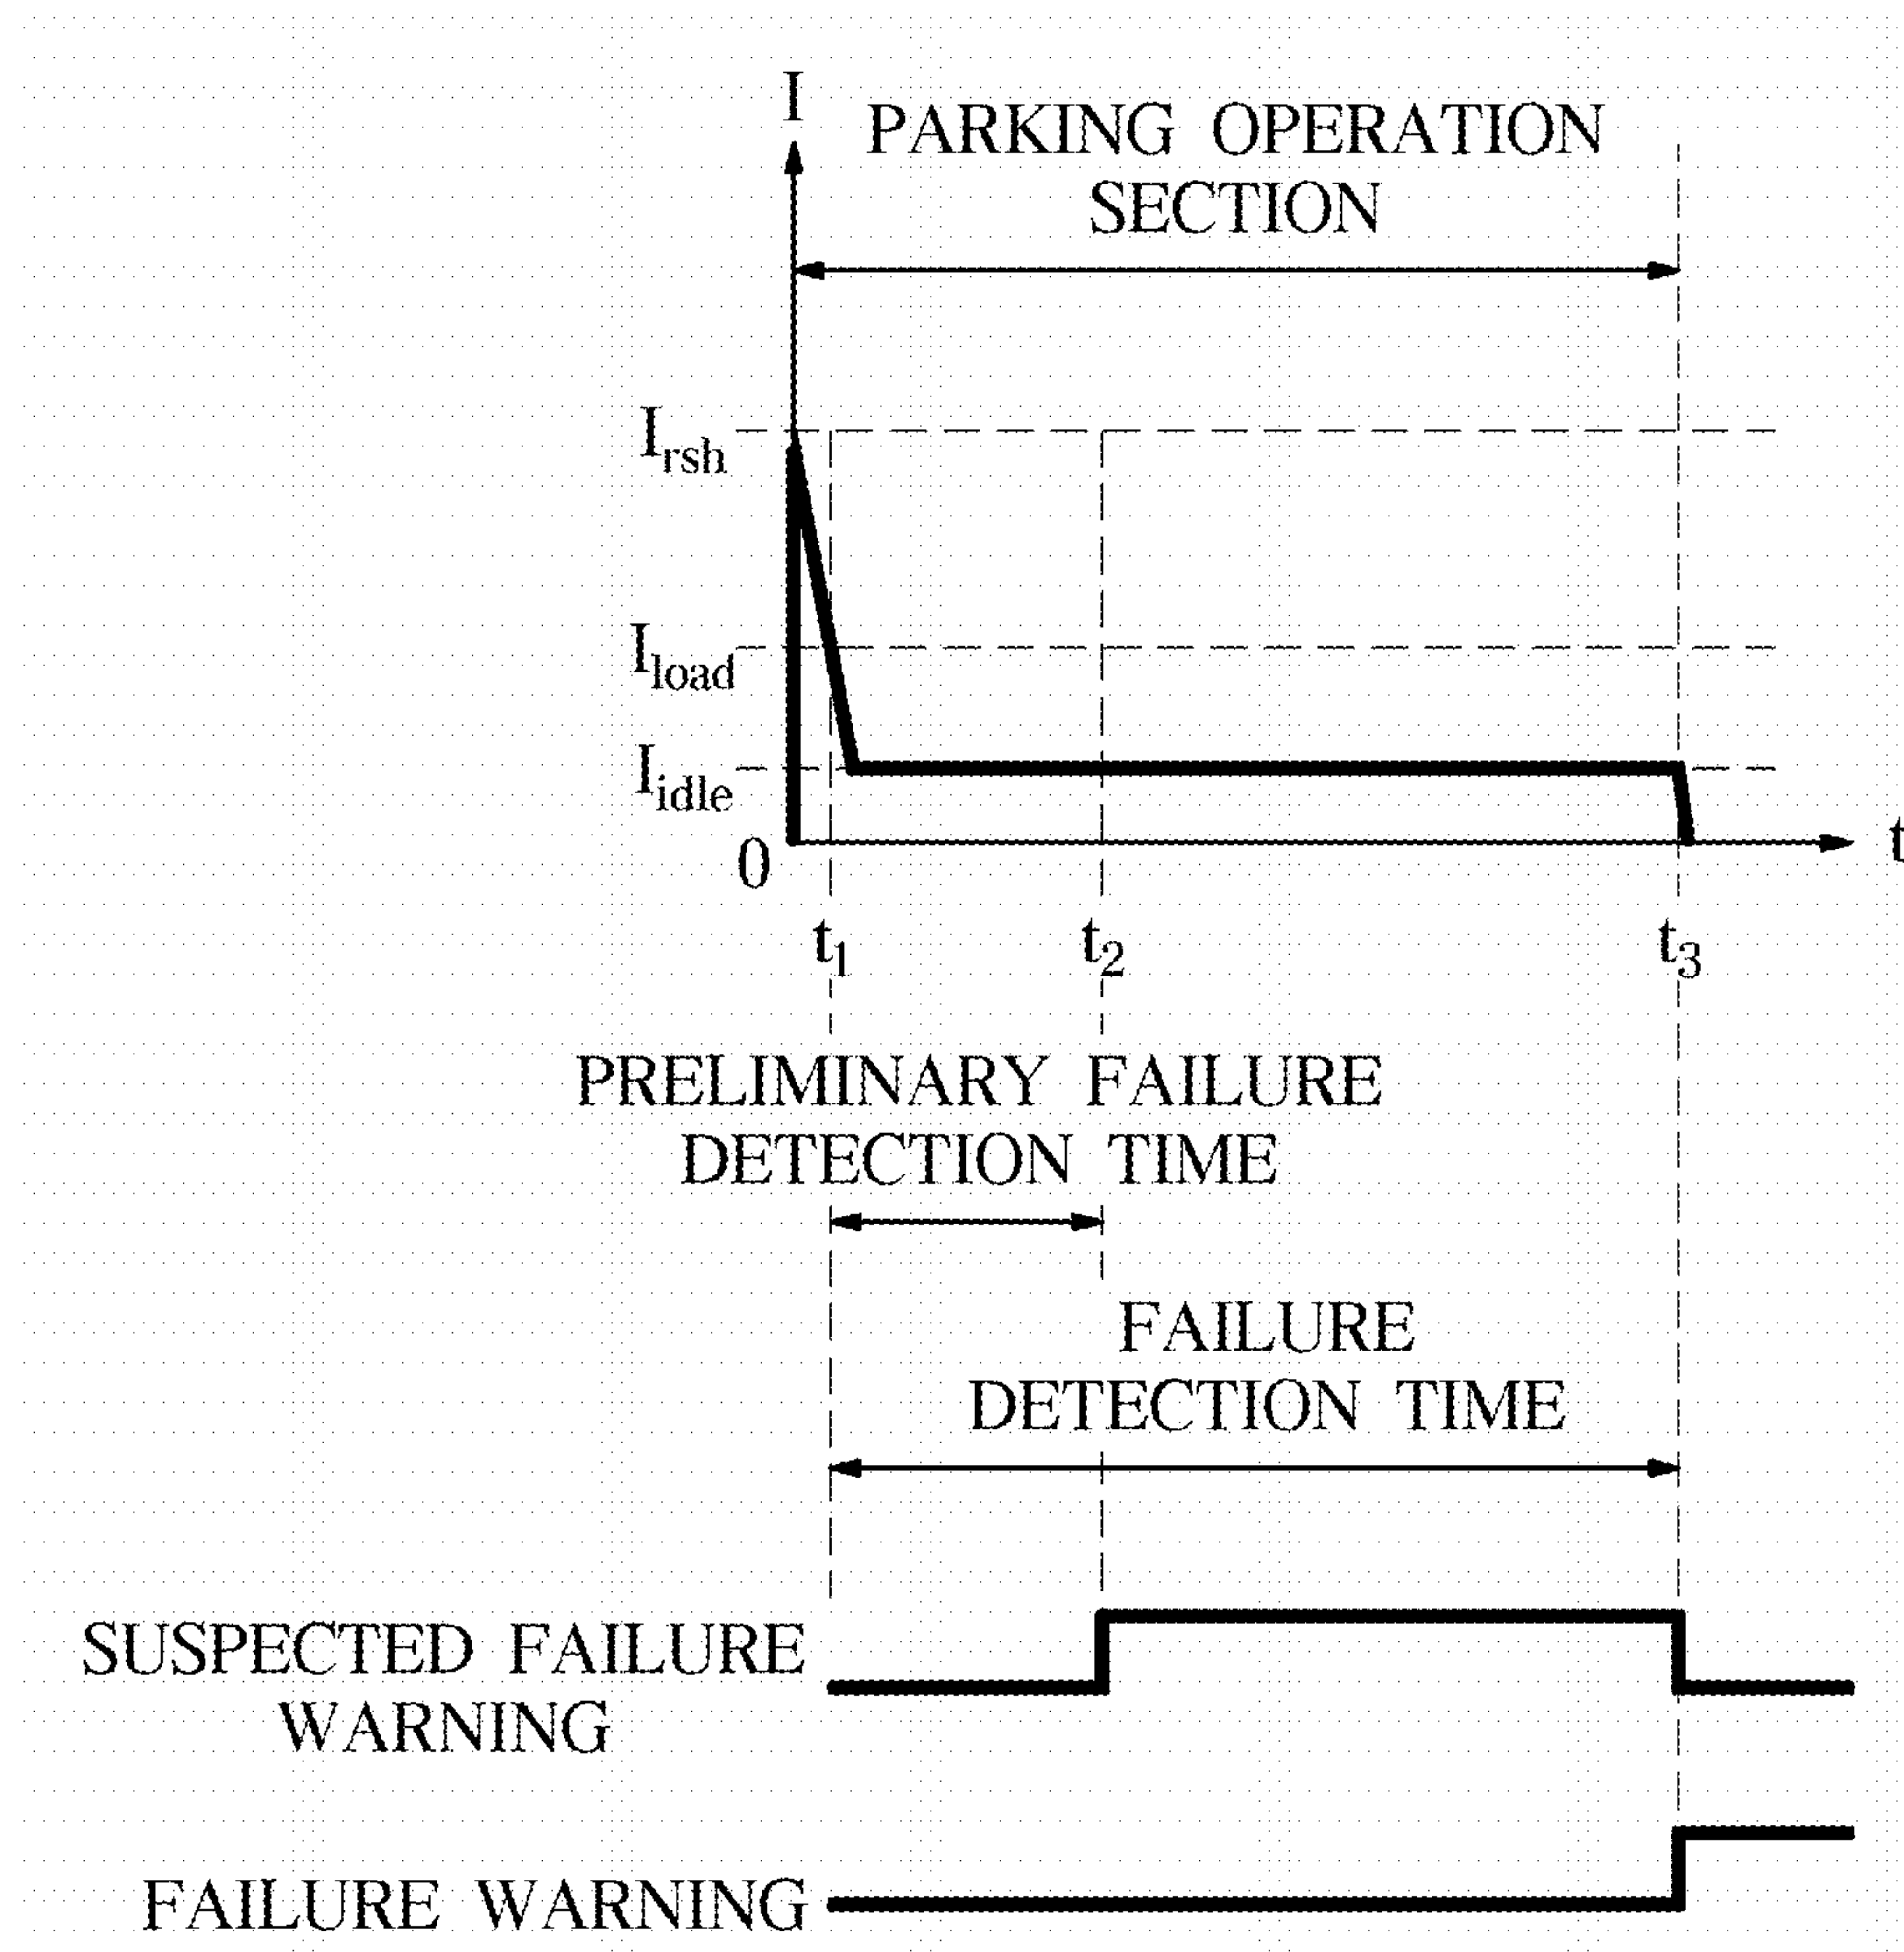 I
PARKING OPERATION
SECTION
Irsh
Iload
Iidle
0
t
t1
t2
t3
PRELIMINARY FAILURE
DETECTION TIME
FAILURE
DETECTION TIME
SUSPECTED FAILURE
WARNING
FAILURE WARNING